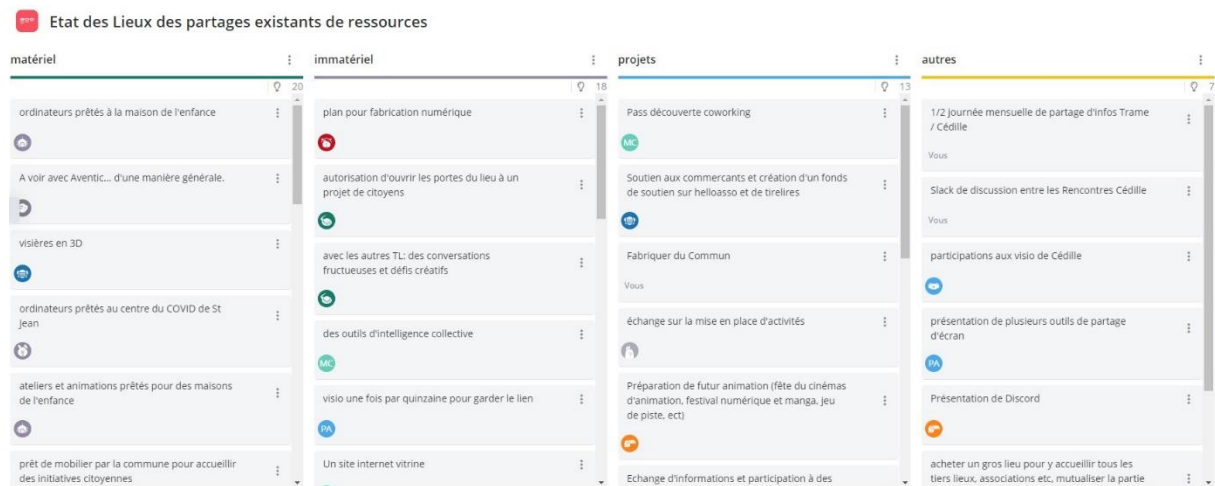 Etat des Lieux des partages existants de ressources
matériel
20
ordinateurs prêtés à la maison de l'enfance
A voir avec Aventic... d'une manière générale.
visières en 3D
ordinateurs prêtés au centre du COVID de St
Jean
ateliers et animations prêtés pour des maisons
de l'enfance
prêt de mobilier par la commune pour accueillir
des initiatives citoyennes
immatériel
18
plan pour fabrication numérique
autorisation d'ouvrir les portes du lieu à un
projet de citoyens
avec les autres TL: des conversations
fructueuses et défis créatifs
des outils d'intelligence collective
MC
visio une fois par quinzaine pour garder le lien
PA
Un site internet vitrine
projets
13
Pass découverte coworking
MC
Soutien aux commercants et création d'un fonds
de soutien sur helloasso et de tirelires
Fabriquer du Commun
Vous
échange sur la mise en place d'activités
Préparation de futur animation (fête du cinémas
d'animation, festival numérique et manga, jeu
de piste, ect)
Echange d'informations et participation à des
autres
7
1/2 journée mensuelle de partage d'infos Trame
/ Cédille
Vous
Slack de discussion entre les Rencontres Cédille
Vous
participations aux visio de Cédille
présentation de plusieurs outils de partage
d'écran
PA
Présentation de Discord
acheter un gros lieu pour y accueillir tous les
tiers lieux, associations etc, mutualiser la partie